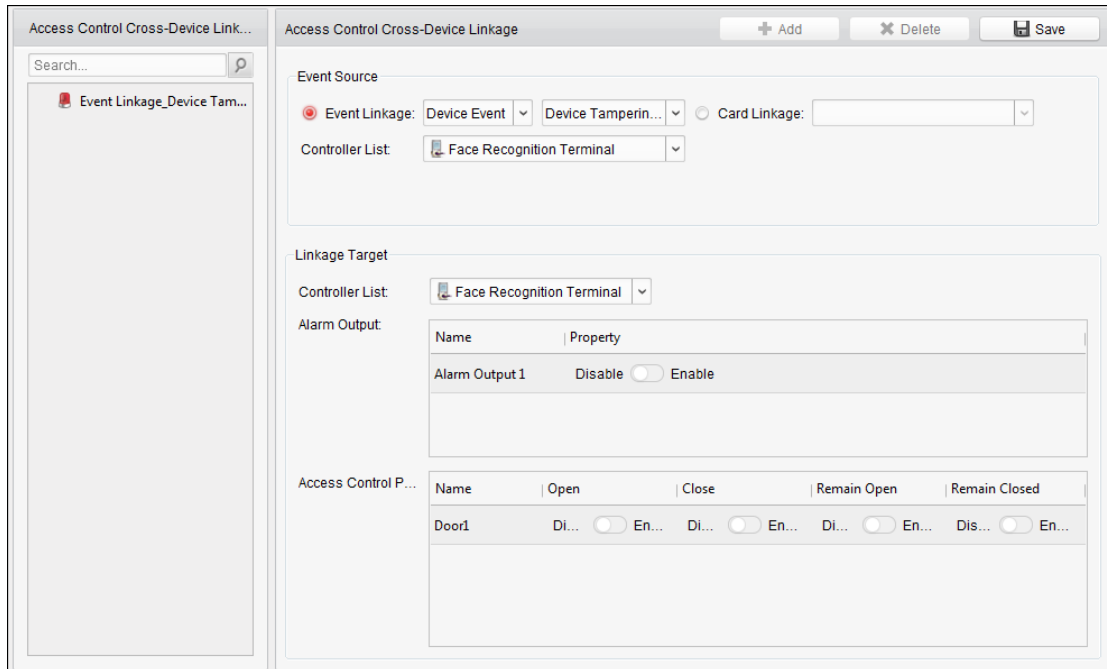 Access Control Cross-Device Link...
Search...
Event Linkage_Device Tam...
Access Control Cross-Device Linkage
Add
Delete
Save
Event Source
Event Linkage: Device Event Device Tamperin... Card Linkage:
Controller List: Face Recognition Terminal
Linkage Target
Controller List: Face Recognition Terminal
Alarm Output:
Name Property
Alarm Output 1 Disable Enable
Access Control P...
Name Open Close Remain Open Remain Closed
Door1 Di... En... Di... En... Di... En... Dis... En...